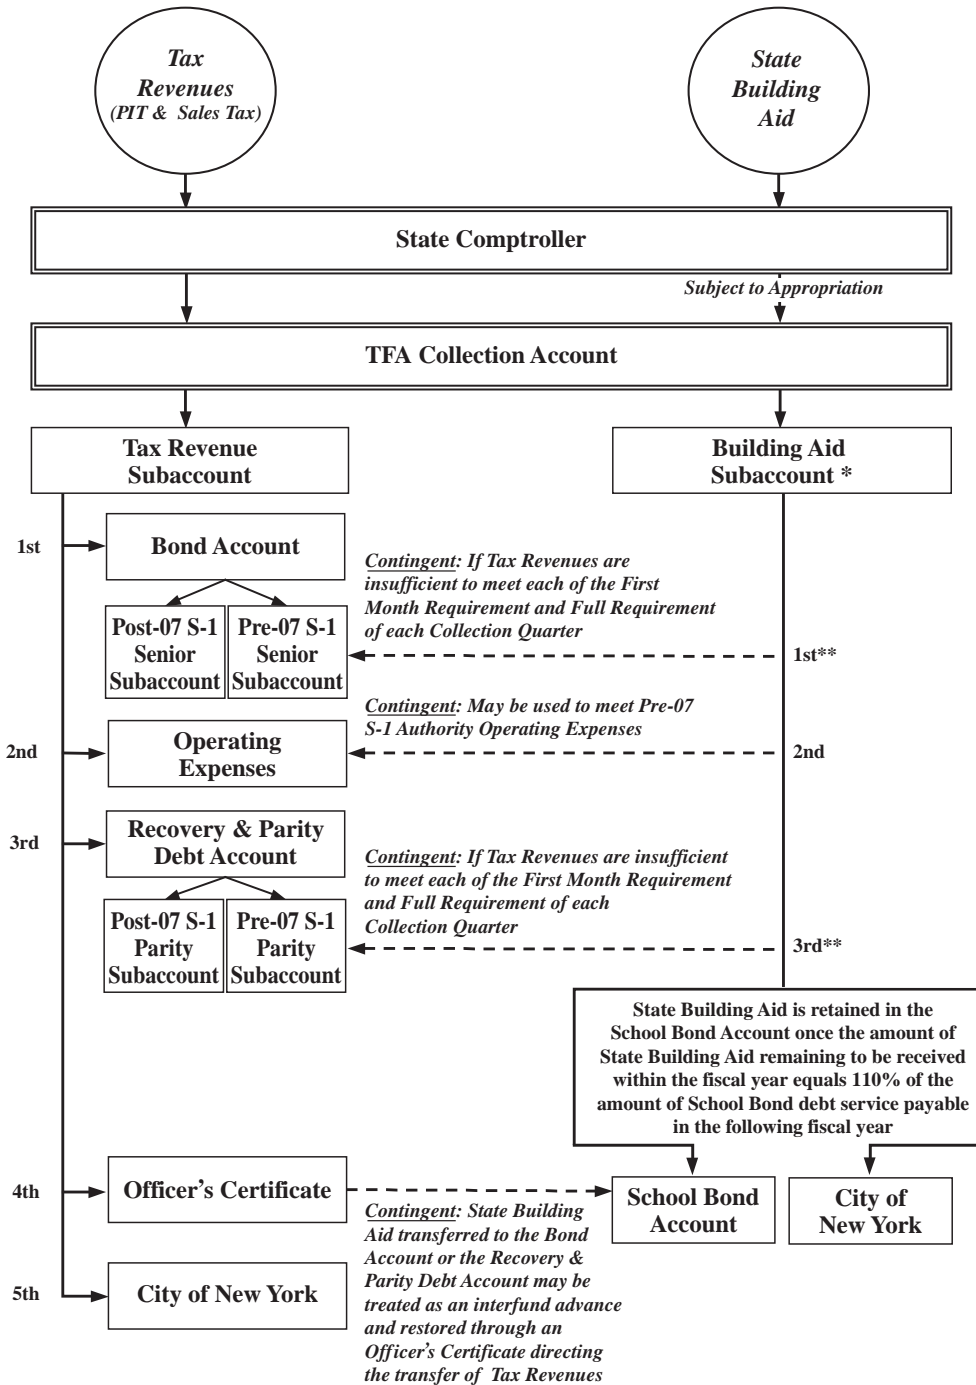 Tax
Revenues
(PIT & Sales Tax)
State
Building
Aid
State Comptroller
Subject to Appropriation
TFA Collection Account
Tax Revenue
Subaccount
Building Aid
Subaccount *
1st
Bond Account
Contingent: If Tax Revenues are
insufficient to meet each of the First
Month Requirement and Full Requirement
of each Collection Quarter
Post-07 S-1
Senior
Subaccount
Pre-07 S-1
Senior
Subaccount
1st**
Contingent: May be used to meet Pre-07
S-1 Authority Operating Expenses
2nd
Operating
Expenses
2nd
3rd
Recovery & Parity
Debt Account
Contingent: If Tax Revenues are insufficient
to meet each of the First Month Requirement
and Full Requirement of each
Collection Quarter
Post-07 S-1
Parity
Subaccount
Pre-07 S-1
Parity
Subaccount
3rd**
State Building Aid is retained in the
School Bond Account once the amount of
State Building Aid remaining to be received
within the fiscal year equals 110% of the
amount of School Bond debt service payable
in the following fiscal year
4th
Officer's Certificate
School Bond
Account
City of
New York
Contingent: State Building
Aid transferred to the Bond
Account or the Recovery &
Parity Debt Account may be
treated as an interfund advance
and restored through an
Officer's Certificate directing
the transfer of Tax Revenues
5th
City of New York